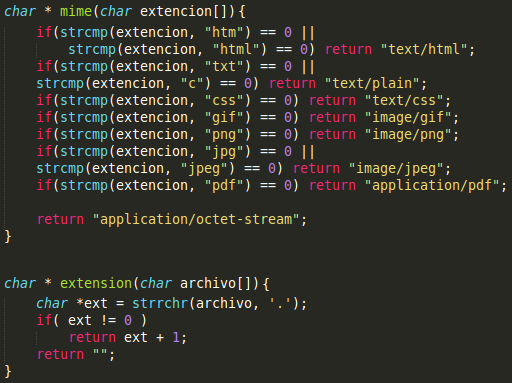 char * mime(char extencion[]){
    if(strcmp(extencion, "htm") == 0 ||
        strcmp(extencion, "html") == 0) return "text/html";
    if(strcmp(extencion, "txt") == 0 ||
    strcmp(extencion, "c") == 0) return "text/plain";
    if(strcmp(extencion, "css") == 0) return "text/css";
    if(strcmp(extencion, "gif") == 0) return "image/gif";
    if(strcmp(extencion, "png") == 0) return "image/png";
    if(strcmp(extencion, "jpg") == 0 ||
    strcmp(extencion, "jpeg") == 0) return "image/jpeg";
    if(strcmp(extencion, "pdf") == 0) return "application/pdf";
    return "application/octet-stream";
}
char * extension(char archivo[]){
    char *ext = strrchr(archivo, '.');
    if( ext != 0 )
        return ext + 1;
    return "";
}